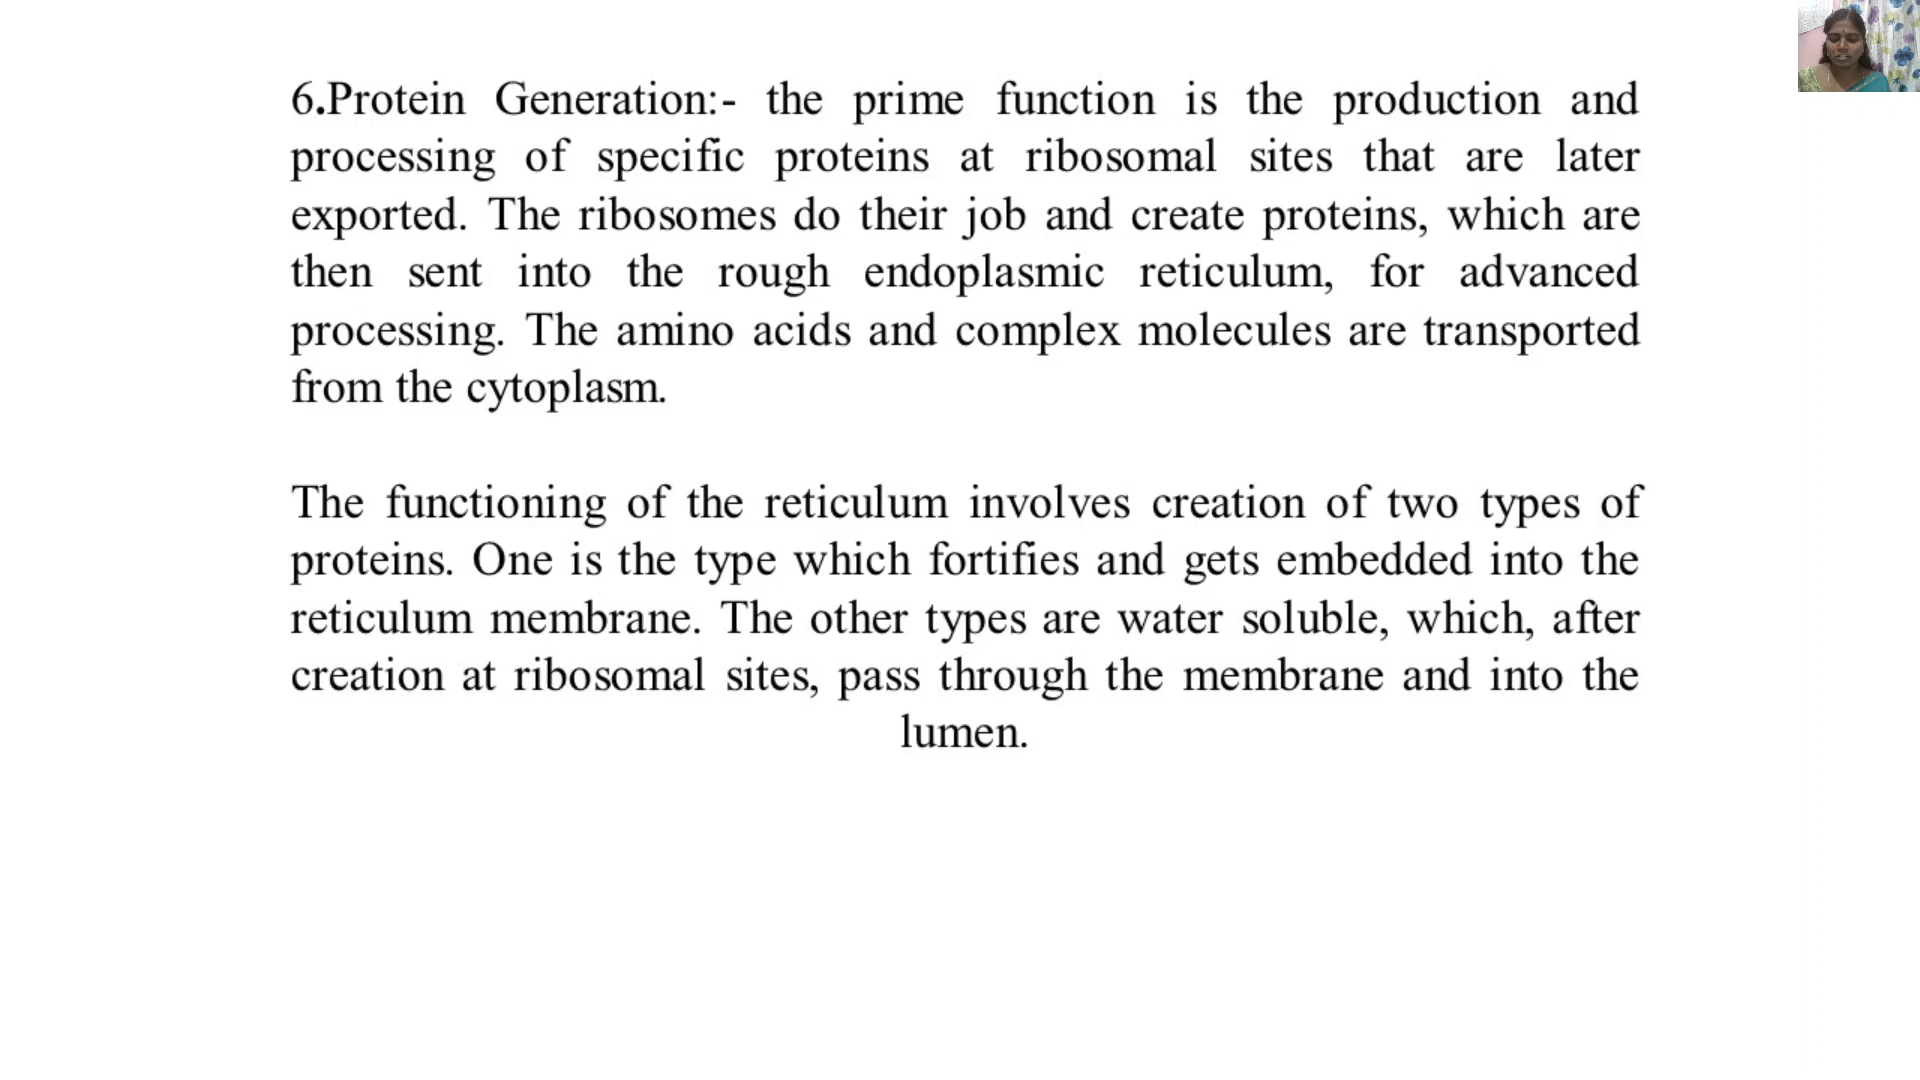 6.Protein Generation:- the prime function is the production and
processing of specific proteins at ribosomal sites that are later
exported. The ribosomes do their job and create proteins, which are
then sent into the rough endoplasmic reticulum, for advanced
processing. The amino acids and complex molecules are transported
from the cytoplasm.
The functioning of the reticulum involves creation of two types of
proteins. One is the type which fortifies and gets embedded into the
reticulum membrane. The other types are water soluble, which, after
creation at ribosomal sites, pass through the membrane and into the
lumen.